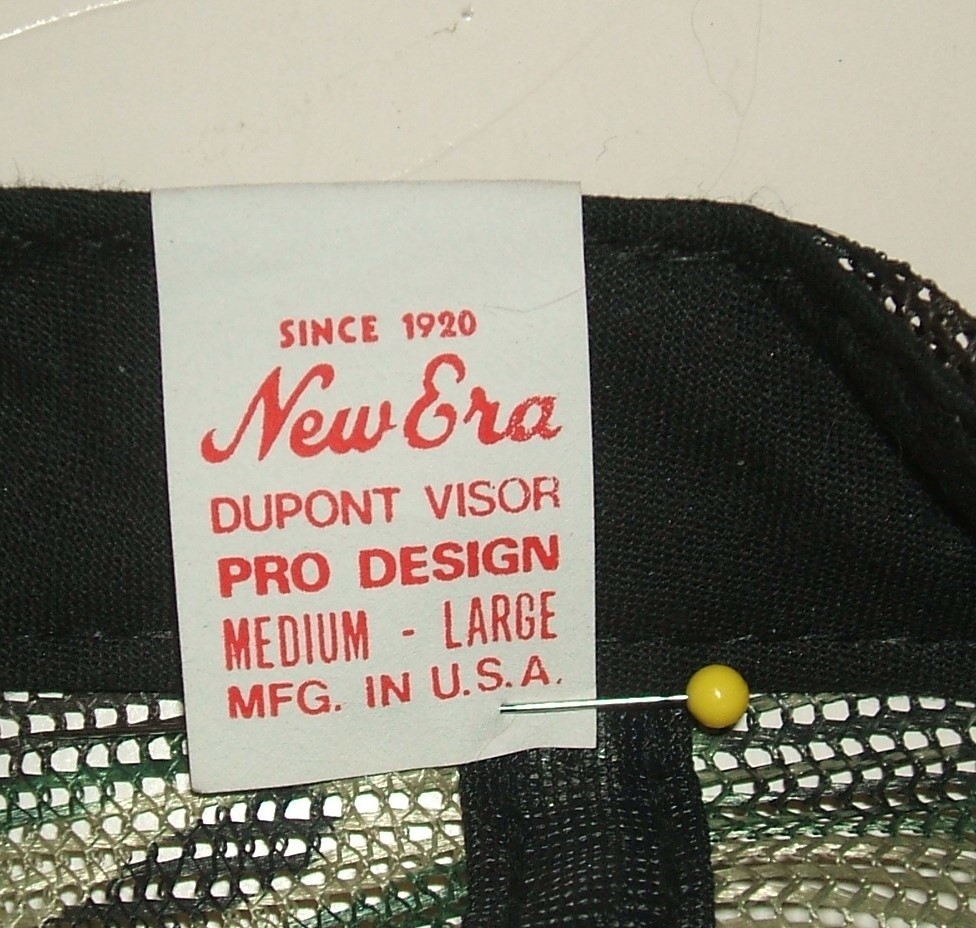 SINCE 1920
New Era
DUPONT VISOR
PRO DESIGN
MEDIUM - LARGE
MFG. IN U.S.A.